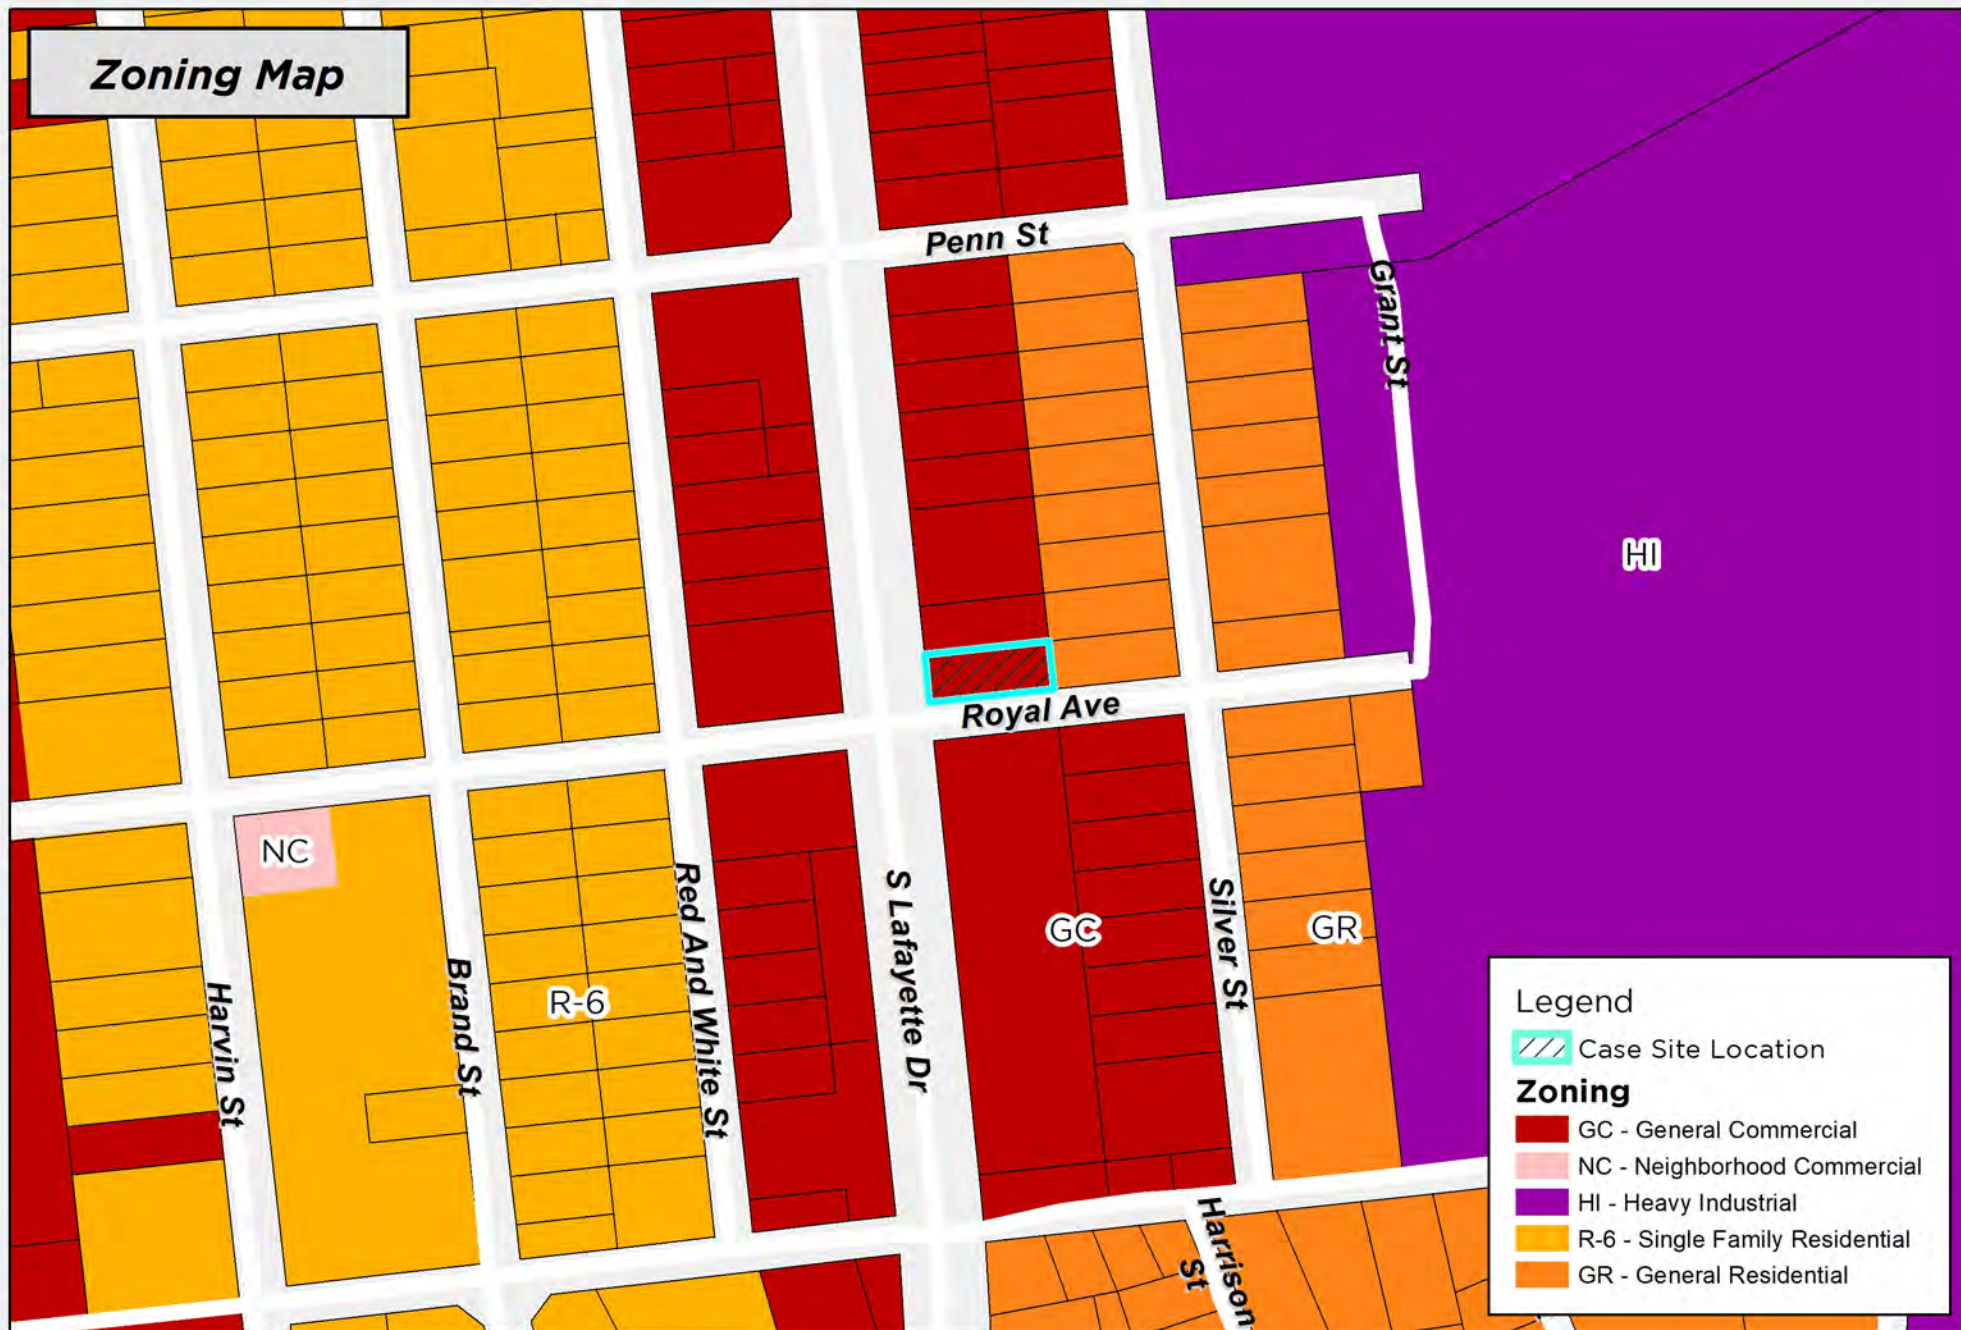 Zoning Map
Penn St
Grant St
HI
Royal Ave
NC
Red And White St
S Lafayette Dr
Silver St
GC
GR
Harvin St
Brand St
R-6
Harrison
St
Legend
Case Site Location
Zoning
GC - General Commercial
NC - Neighborhood Commercial
HI - Heavy Industrial
R-6 - Single Family Residential
GR - General Residential